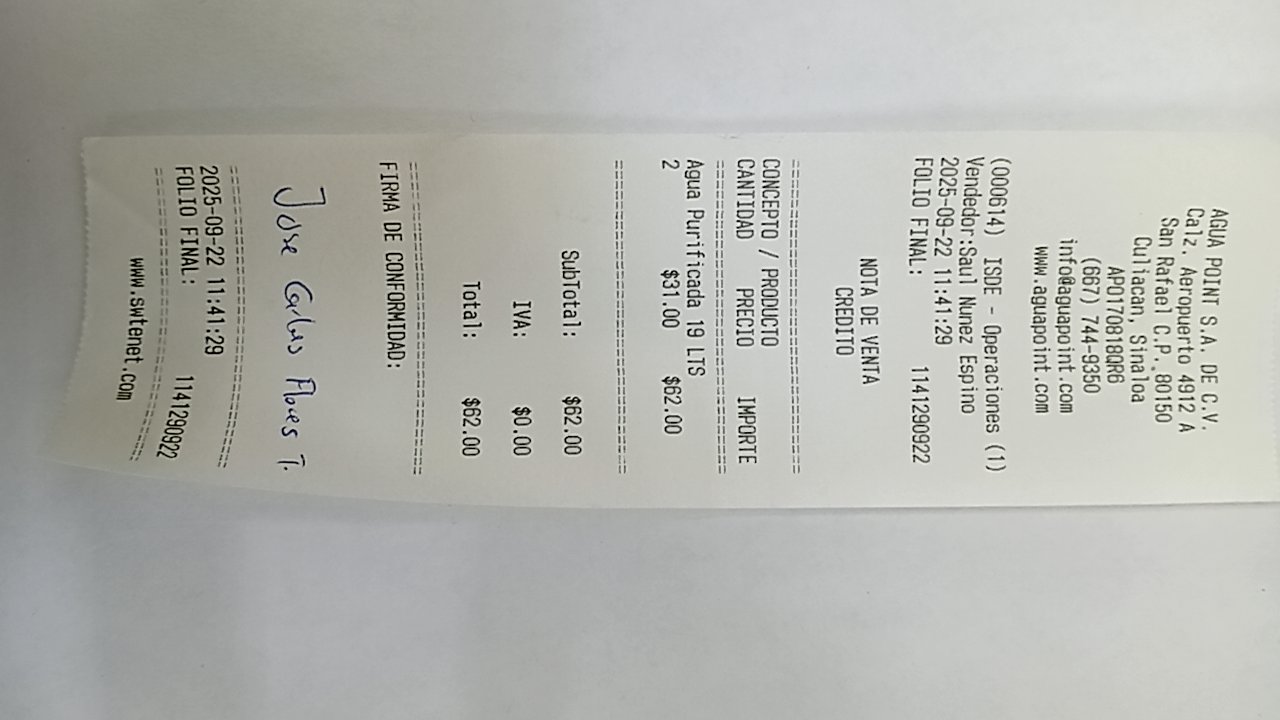 AGUA POINT S.A. DE C.V.
Calz. Aeropuerto 4912 A
San Rafael C.P. 80150
Culiacan, Sinaloa
APO170818QR6
(667) 744-9350
info@aguapoint.com
www.aguapoint.com
(000614) ISDE - Operaciones (1)
Vendedor:Saul Nunez Espino
2025-09-22 11:41:29
FOLIO FINAL: 1141290922
NOTA DE VENTA
CREDITO
CONCEPTO / PRODUCTO
CANTIDAD PRECIO IMPORTE
Agua Purificada 19 LTS
2 $31.00 $62.00
SubTotal: $62.00
IVA: $0.00
Total: $62.00
FIRMA DE CONFORMIDAD:
Jose Carlos Flores T.
2025-09-22 11:41:29
FOLIO FINAL: 1141290922
www.swtenet.com